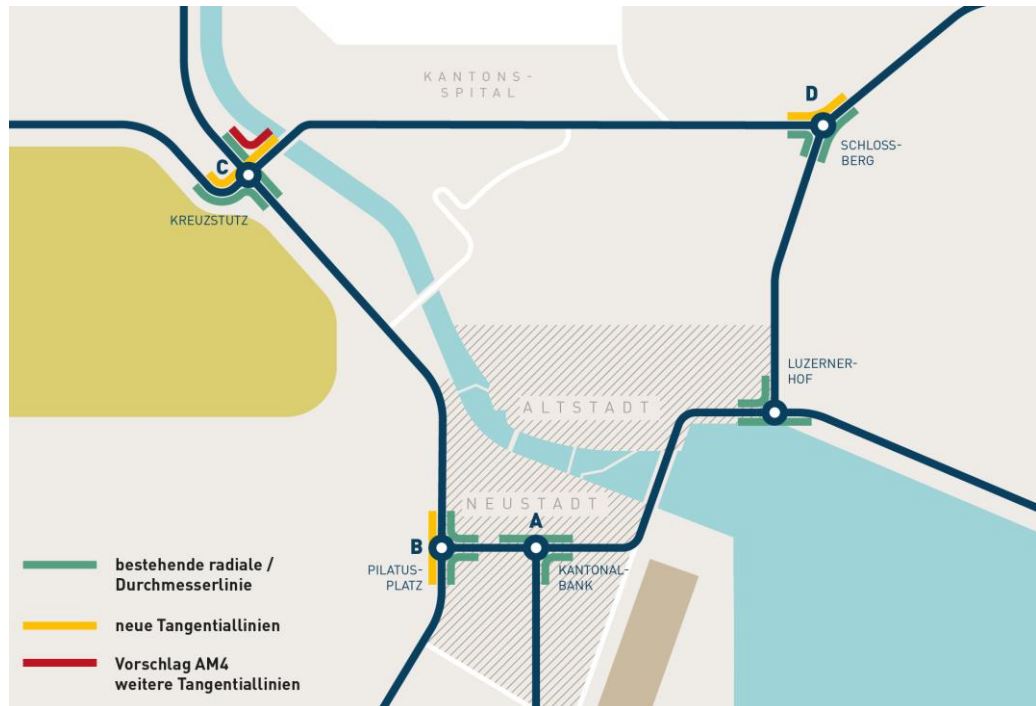 KANTONS-
SPITAL
D
SCHLOSS-
BERG
C
KREUZSTUTZ
LUZERNER-
HOF
ALTSTADT
NEUSTADT
A
B
PILATUS-
PLATZ
KANTONAL-
BANK
bestehende radiale /
Durchmesserlinie
neue Tangentiallinien
Vorschlag AM4
weitere Tangentiallinien